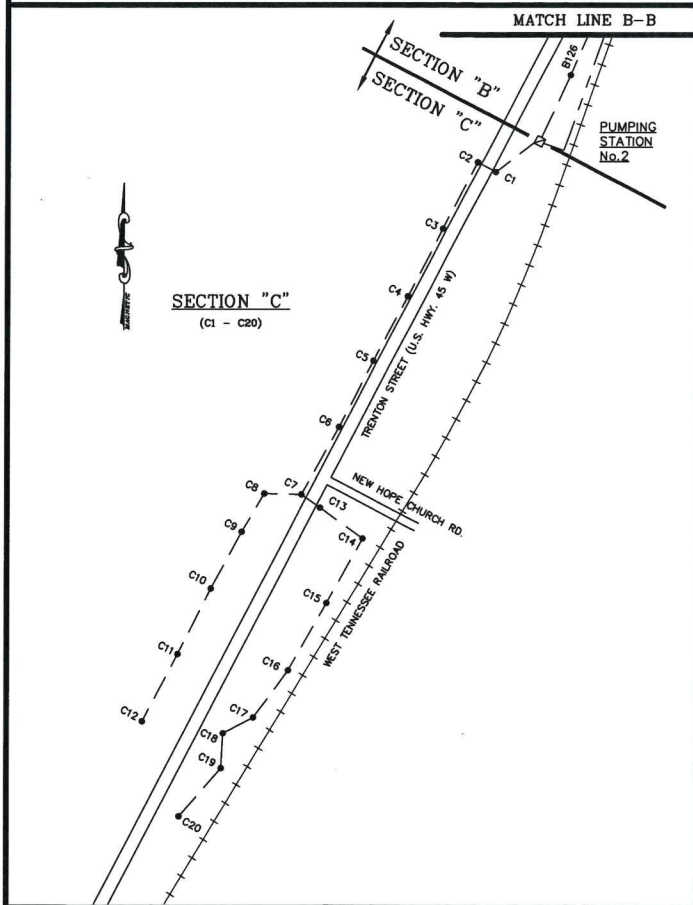 MATCH LINE B-B
SECTION "B"
SECTION "C"
B126
PUMPING
STATION
No.2
C2
C1
C3
MAGNETIC
SECTION "C"
(C1 - C20)
C4
TRENTON STREET (U.S. HWY. 45 W)
C5
C6
C7
C8
NEW HOPE CHURCH RD.
C13
C9
C14
WEST TENNESSEE RAILROAD
C10
C15
C11
C16
C12
C17
C18
C19
C20